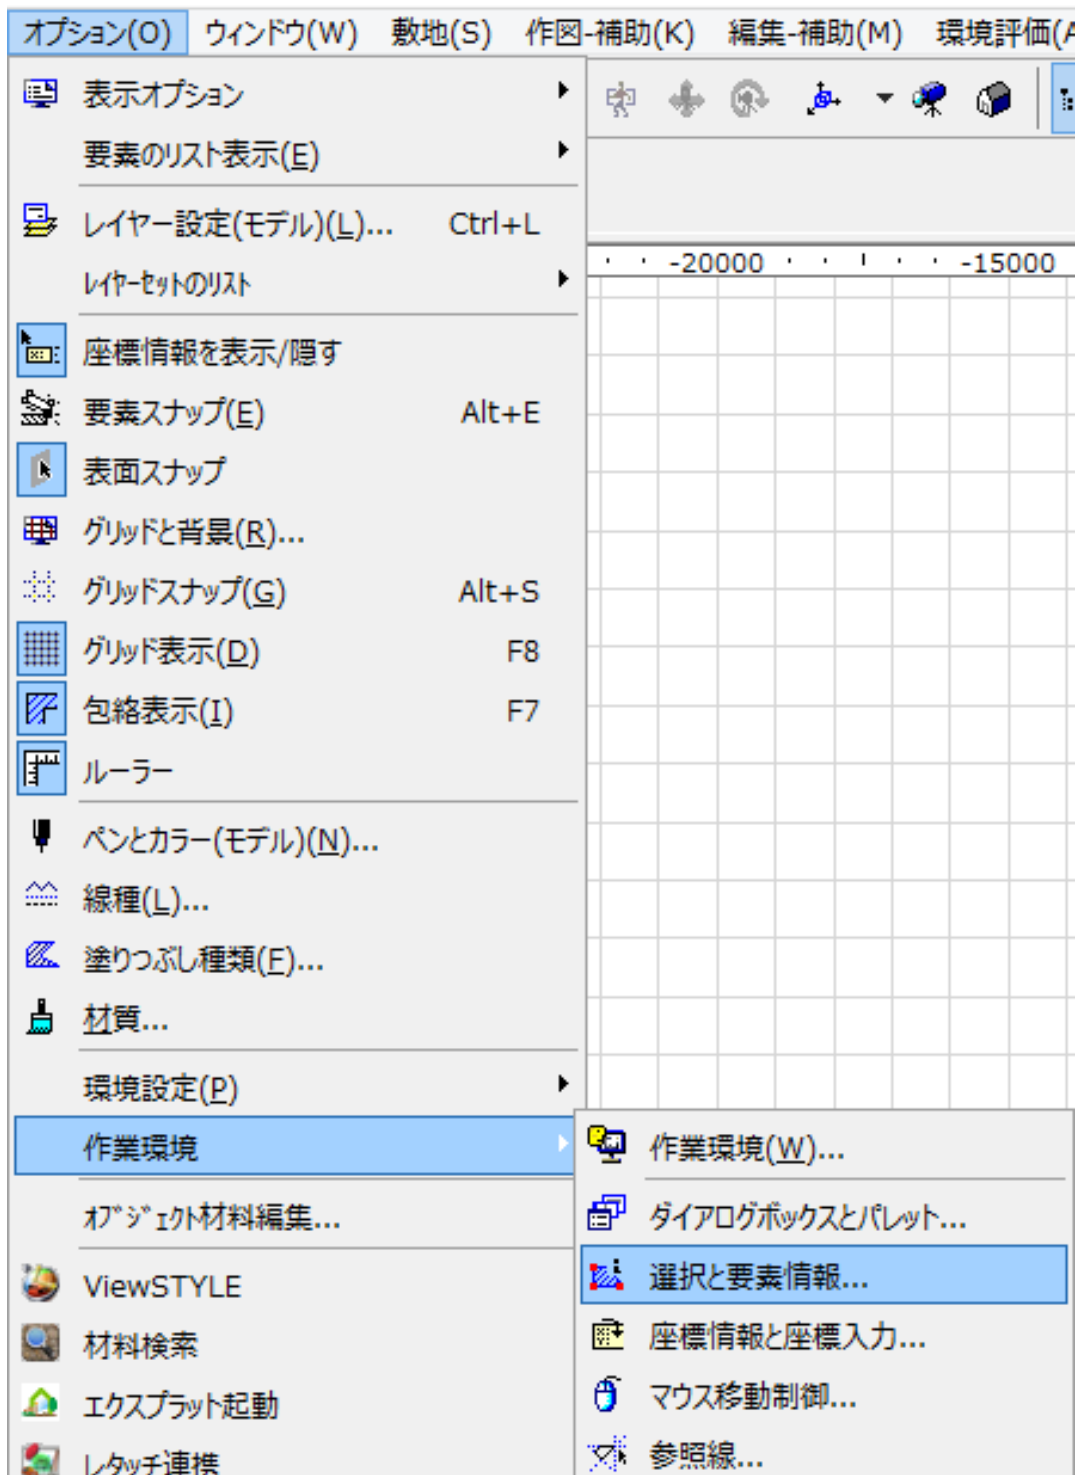 オプション(O) ウィンドウ(W) 敷地(S) 作図-補助(K) 編集-補助(M) 環境評価(A
表示オプション
要素のリスト表示(E)
レイヤー設定(モデル)(L)... Ctrl+L
レイヤーセットのリスト
-20000 -15000
座標情報を表示/隠す
要素スナップ(E) Alt+E
表面スナップ
グリッドと背景(R)...
グリッドスナップ(G) Alt+S
グリッド表示(D) F8
包絡表示(I) F7
ルーラー
ペンとカラー(モデル)(N)...
線種(L)...
塗りつぶし種類(F)...
材質...
環境設定(P)
作業環境
オブジェクト材料編集...
ViewSTYLE
材料検索
エクスプラット起動
レタッチ連携
作業環境(W)...
ダイアログボックスとパレット...
選択と要素情報...
座標情報と座標入力...
マウス移動制御...
参照線...